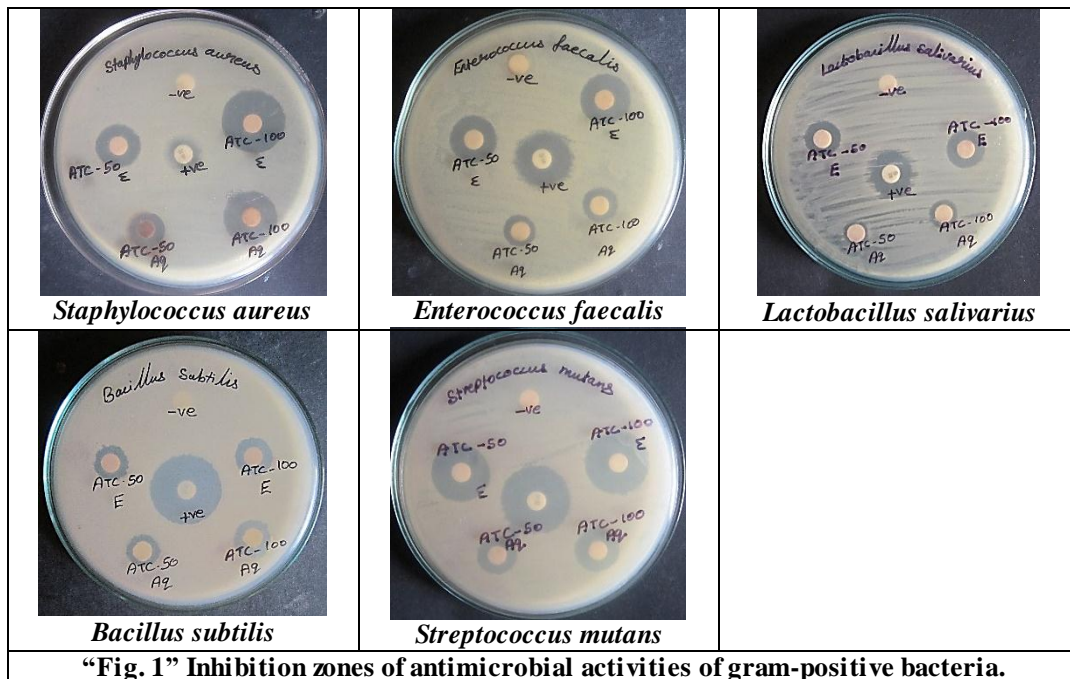 Staphylococcus aureus
-ve
ATC-100
E
ATC-50
E
+ve
ATC-50
Aq
ATC-100
Aq
Staphylococcus aureus
Enterococcus faecalis
-ve
ATC-100
E
ATC-50
E
+ve
ATC-50
Aq
ATC-100
Aq
Enterococcus faecalis
Lactobacillus salivarius
-ve
ATC-50
E
ATC-100
E
+ve
ATC-50
Aq
ATC-100
Aq
Lactobacillus salivarius
Bacillus Subtilis
-ve
ATC-50
E
ATC-100
E
+ve
ATC-50
Aq
ATC-100
Aq
Bacillus subtilis
Streptococcus mutans
-ve
ATC-50
E
ATC-100
E
+ve
ATC-50
Aq
ATC-100
Aq
Streptococcus mutans
“Fig. 1” Inhibition zones of antimicrobial activities of gram-positive bacteria.